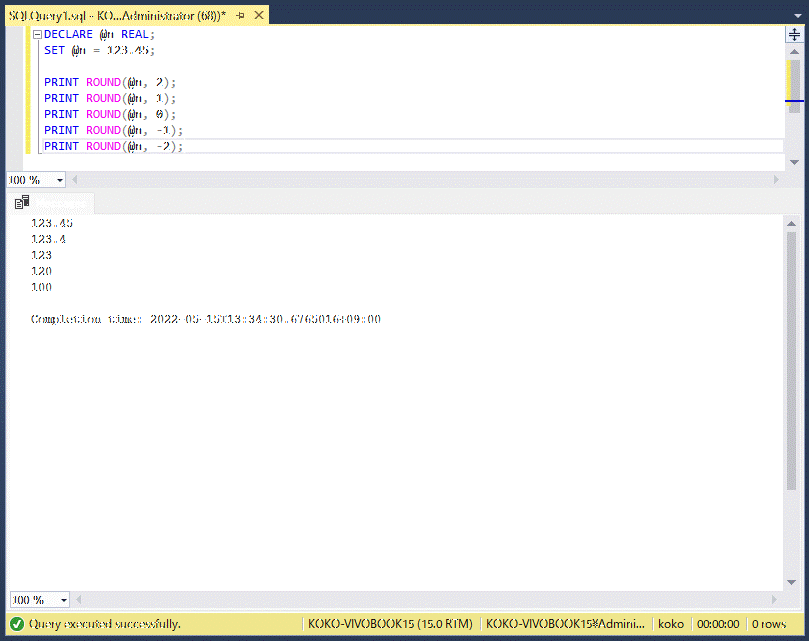 SQLQuery1.sql - KO...Administrator (68))*
DECLARE @n REAL;
SET @n = 123.45;
PRINT ROUND(@n, 2);
PRINT ROUND(@n, 1);
PRINT ROUND(@n, 0);
PRINT ROUND(@n, -1);
PRINT ROUND(@n, -2);
100 %
Messages
123.45
123.4
123
120
100
Completion time: 2022-05-15T13:34:30.6765016+09:00
100 %
Query executed successfully.
KOKO-VIVOBOOK15 (15.0 RTM)
KOKO-VIVOBOOK15¥Admini...
koko
00:00:00
0 rows